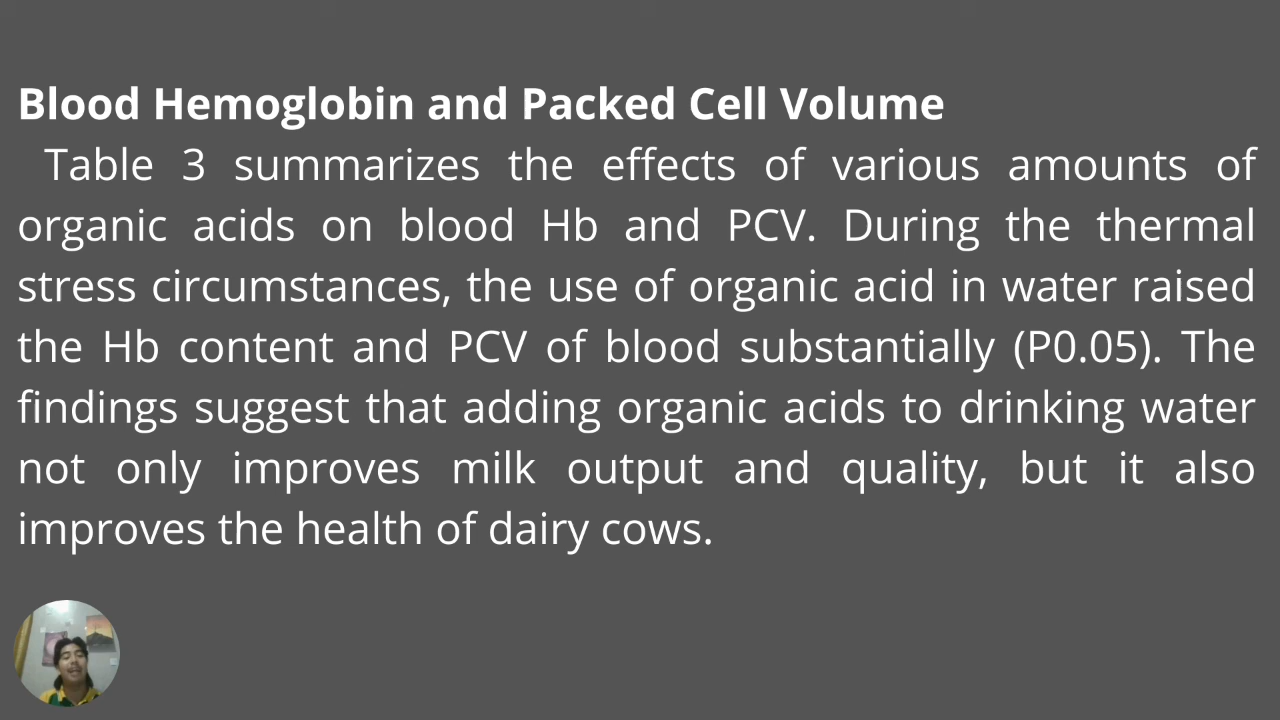 Blood Hemoglobin and Packed Cell Volume
Table 3 summarizes the effects of various amounts of
organic acids on blood Hb and PCV. During the thermal
stress circumstances, the use of organic acid in water raised
the Hb content and PCV of blood substantially (P0.05). The
findings suggest that adding organic acids to drinking water
not only improves milk output and quality, but it also
improves the health of dairy cows.